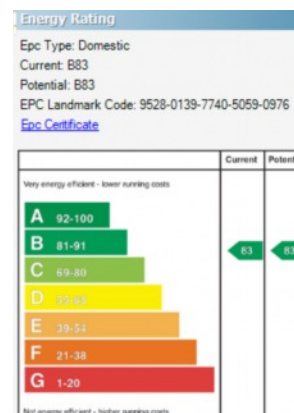 Energy Rating
Epc Type: Domestic
Current: B83
Potential: B83
EPC Landmark Code: 9528-0139-7740-5059-0976
Epc Certificate
Current Potent
Very energy efficient - lower running costs
A 92-100
B 81-91
83 83
C 69-80
D
E 39-54
F 21-38
G 1-20
Not energy efficient - higher running costs